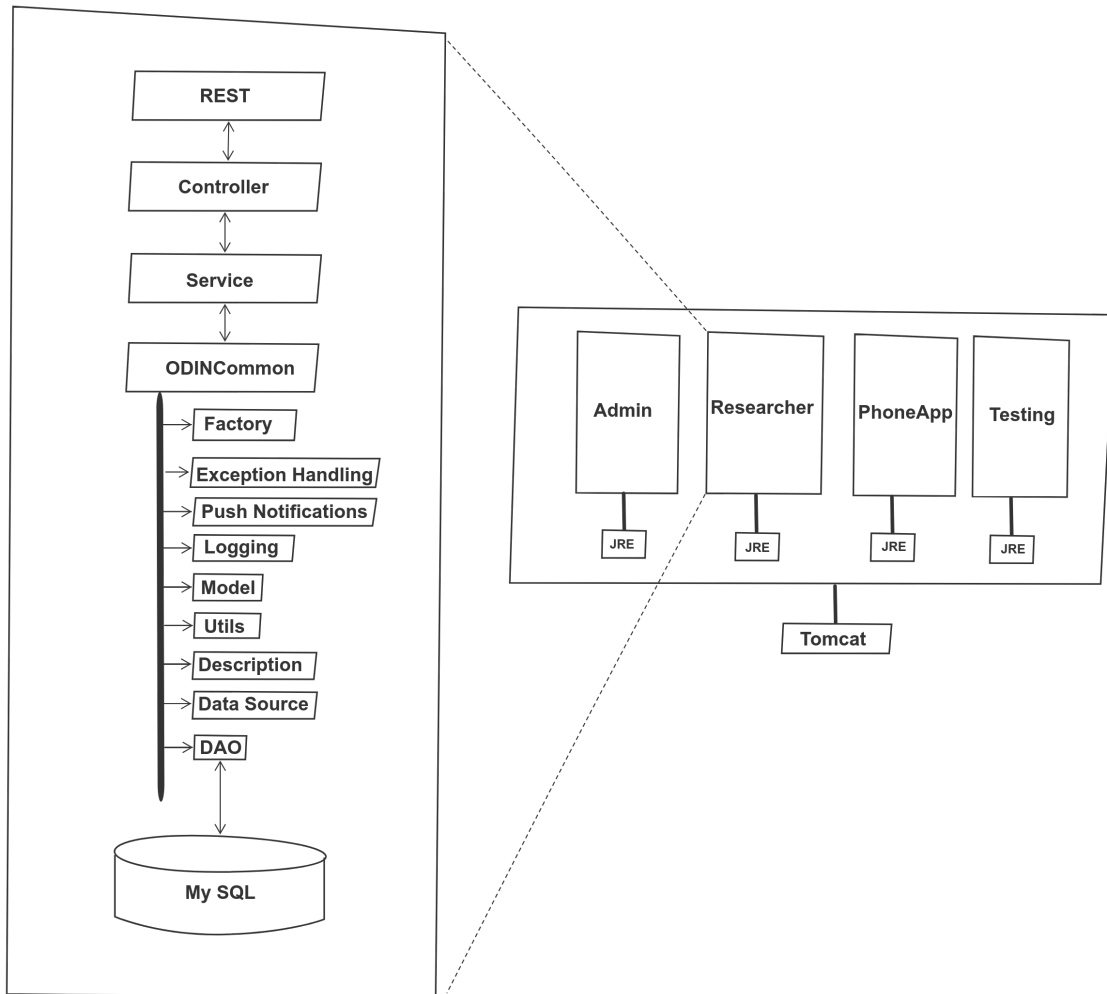 REST
Controller
Service
ODINCommon
Factory
Exception Handling
Push Notifications
Logging
Model
Utils
Description
Data Source
DAO
My SQL
Admin
Researcher
PhoneApp
Testing
JRE
JRE
JRE
JRE
Tomcat